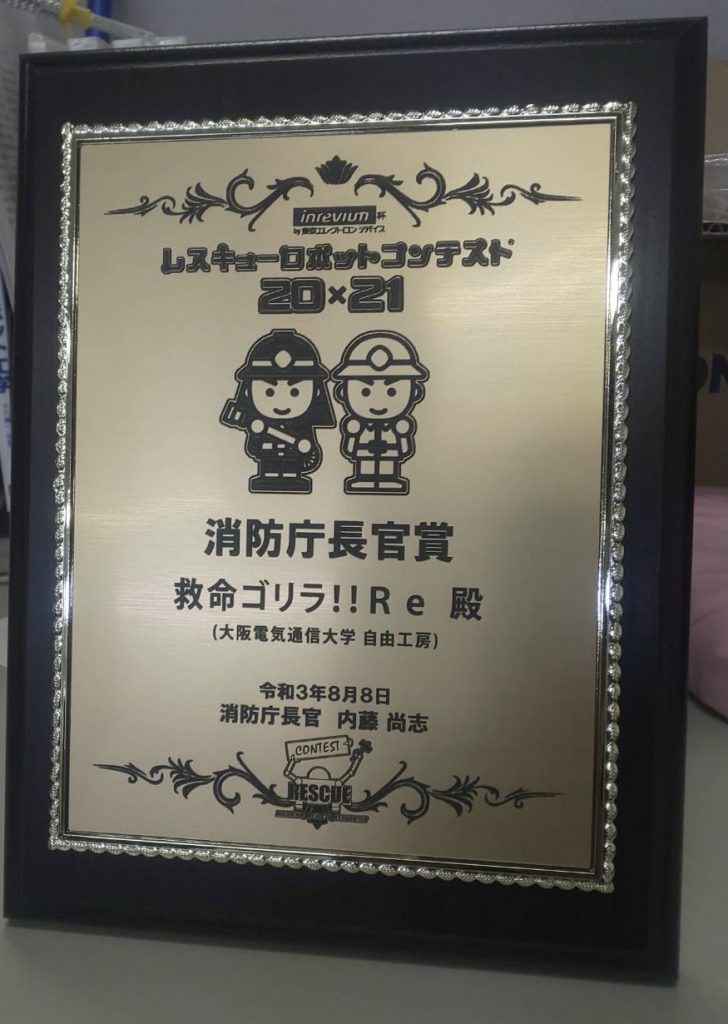 inrevium杯
by 東京エレクトロン デバイス
レスキューロボットコンテスト
20×21
消防庁長官賞
救命ゴリラ!!Re 殿
(大阪電気通信大学 自由工房)
令和3年8月8日
消防庁長官 内藤 尚志
CONTEST
RESCUE